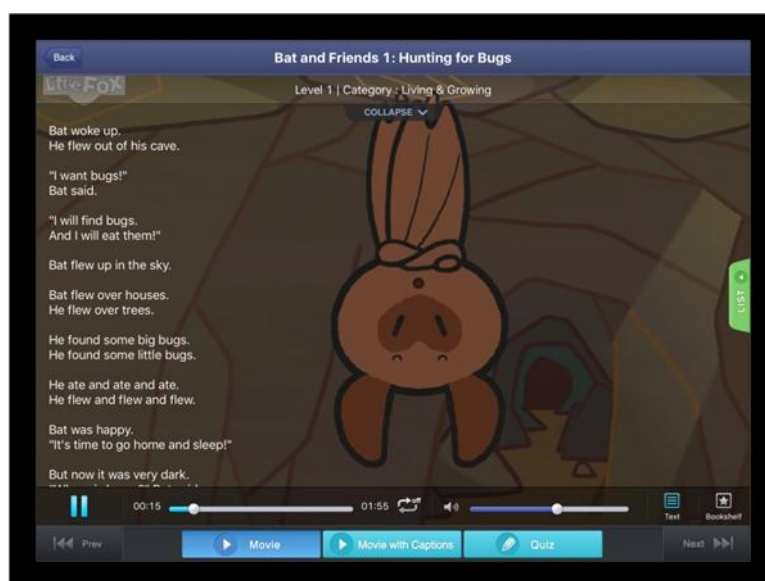 Back
Bat and Friends 1: Hunting for Bugs
Little Fox
Level 1 | Category : Living & Growing
COLLAPSE
Bat woke up.
He flew out of his cave.
"I want bugs!"
Bat said.
"I will find bugs.
And I will eat them!"
Bat flew up in the sky.
Bat flew over houses.
He flew over trees.
He found some big bugs.
He found some little bugs.
He ate and ate and ate.
He flew and flew and flew.
Bat was happy.
"It's time to go home and sleep!"
But now it was very dark.
LIST
00:15
01:55
off
Text
Bookshelf
Prev
Movie
Movie with Captions
Quiz
Next